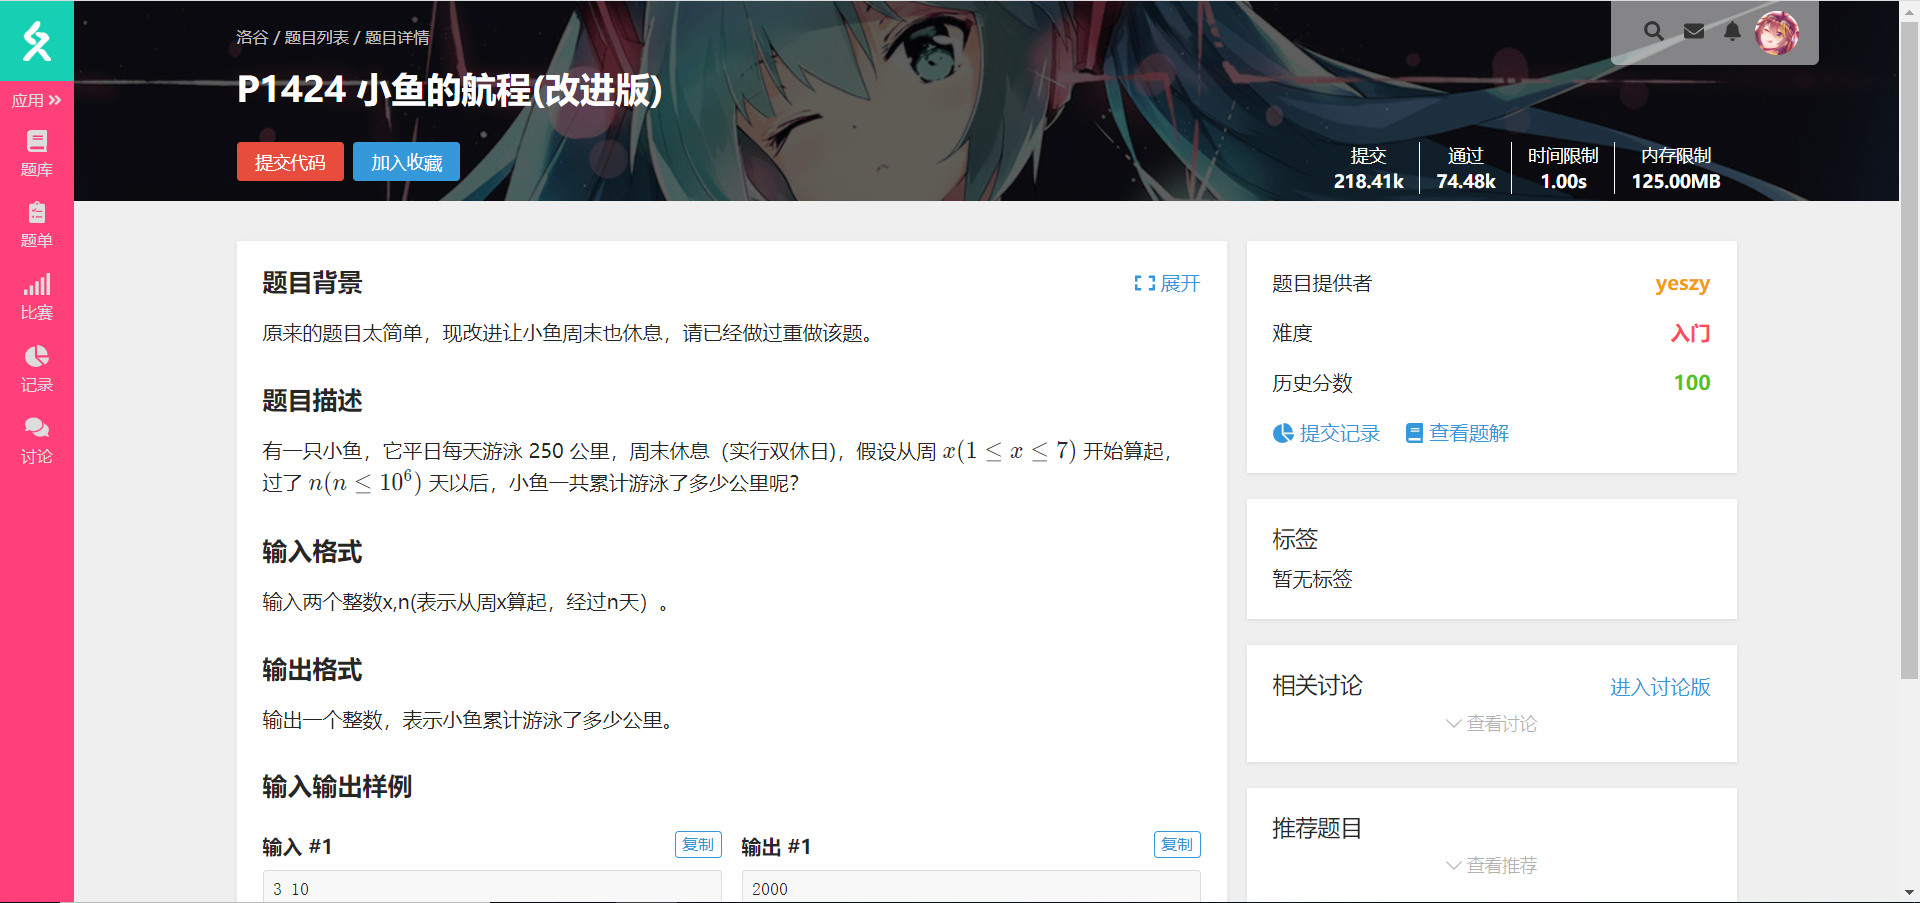 洛谷 / 题目列表 / 题目详情
P1424 小鱼的航程(改进版)
提交代码
加入收藏
提交
218.41k
通过
74.48k
时间限制
1.00s
内存限制
125.00MB
应用
题库
题单
比赛
记录
讨论
题目背景
展开
原来的题目太简单，现改进让小鱼周末也休息，请已经做过重做该题。
题目描述
有一只小鱼，它平日每天游泳 250 公里，周末休息（实行双休日)，假设从周 x(1 ≤ x ≤ 7) 开始算起，
过了 n(n ≤ 10⁶) 天以后，小鱼一共累计游泳了多少公里呢？
输入格式
输入两个整数x,n(表示从周x算起，经过n天）。
输出格式
输出一个整数，表示小鱼累计游泳了多少公里。
输入输出样例
输入 #1
复制
3 10
输出 #1
复制
2000
题目提供者
yeszy
难度
入门
历史分数
100
提交记录
查看题解
标签
暂无标签
相关讨论
进入讨论版
查看讨论
推荐题目
查看推荐